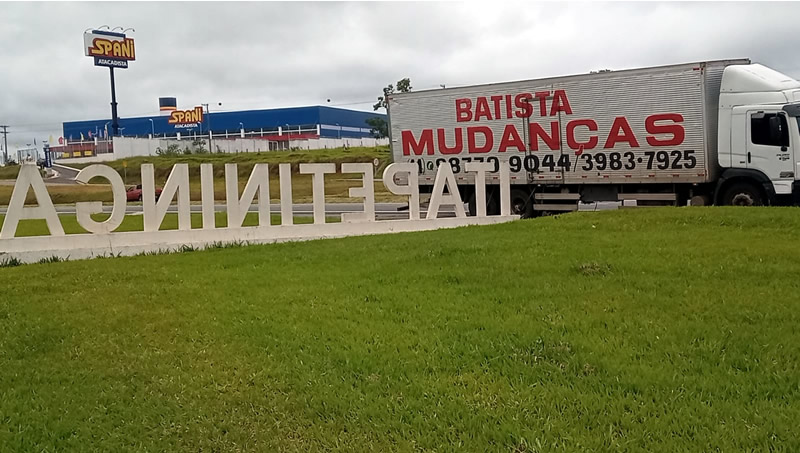 SPANI
ATACADISTA
SPANI
BATISTA
MUDANÇAS
9044/3983-7925
ITAPETININGA